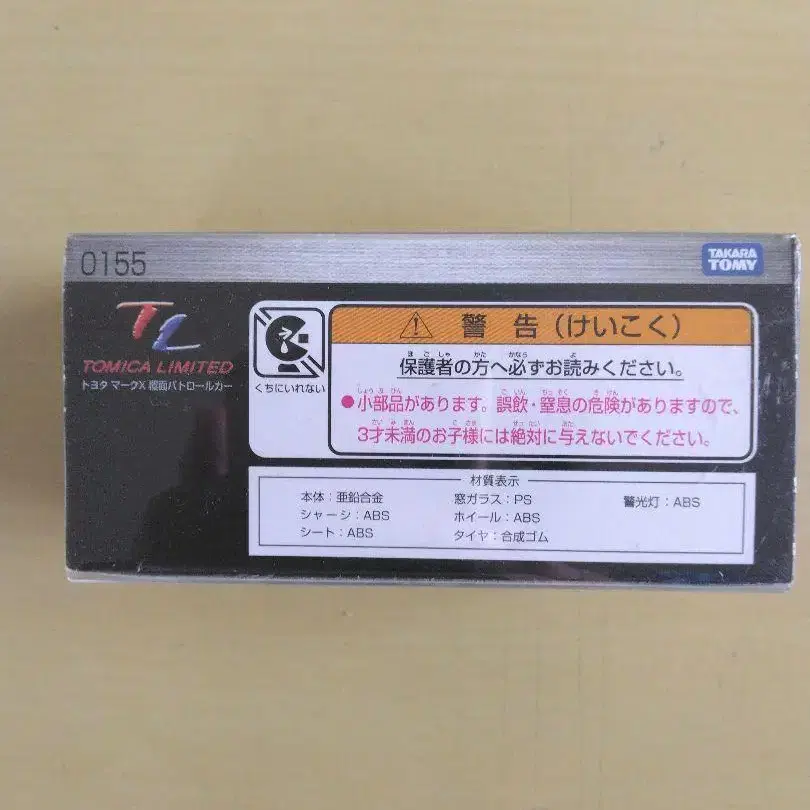 0155
TAKARA
TOMY
TL
TOMICA LIMITED
トヨタ マークX 覆面パトロールカー
くちにいれない
警 告 (けいこく)
保護者の方へ必ずお読みください。
●小部品があります。誤飲・窒息の危険がありますので、
3才未満のお子様には絶対に与えないでください。
材質表示
本体:亜鉛合金
シャーシ:ABS
シート:ABS
窓ガラス:PS
ホイール:ABS
タイヤ:合成ゴム
警光灯:ABS